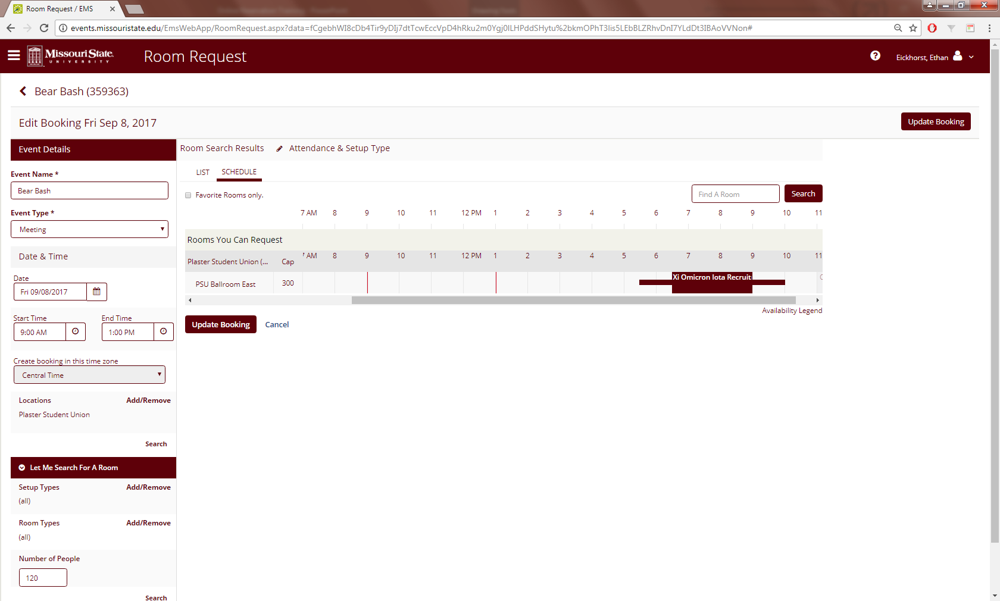 Room Request / EMS
events.missouristate.edu/EmsWebApp/RoomRequest.aspx?data=fCgebhWI8cDb4Tir9yDIj7dtTcwEccVpD4hRku2m0Ygj0lLHPddSHytu%2bkmOPhT3Iis5LEbBLZRhvDnI7YLdDt3IBAoVVNon#
Missouri State
UNIVERSITY
Room Request
Eickhorst, Ethan
Bear Bash (359363)
Edit Booking Fri Sep 8, 2017
Update Booking
Event Details
Event Name *
Bear Bash
Event Type *
Meeting
Date & Time
Date
Fri 09/08/2017
Start Time End Time
9:00 AM 1:00 PM
Create booking in this time zone
Central Time
Locations Add/Remove
Plaster Student Union
Search
Let Me Search For A Room
Setup Types Add/Remove
(all)
Room Types Add/Remove
(all)
Number of People
120
Search
Room Search Results Attendance & Setup Type
LIST SCHEDULE
Favorite Rooms only.
Find A Room Search
7 AM 8 9 10 11 12 PM 1 2 3 4 5 6 7 8 9 10 11
Rooms You Can Request
Plaster Student Union (... Cap AM 8 9 10 11 12 PM 1 2 3 4 5 6 7 8 9 10 11
PSU Ballroom East 300 Xi Omicron Iota Recruit
Availability Legend
Update Booking Cancel